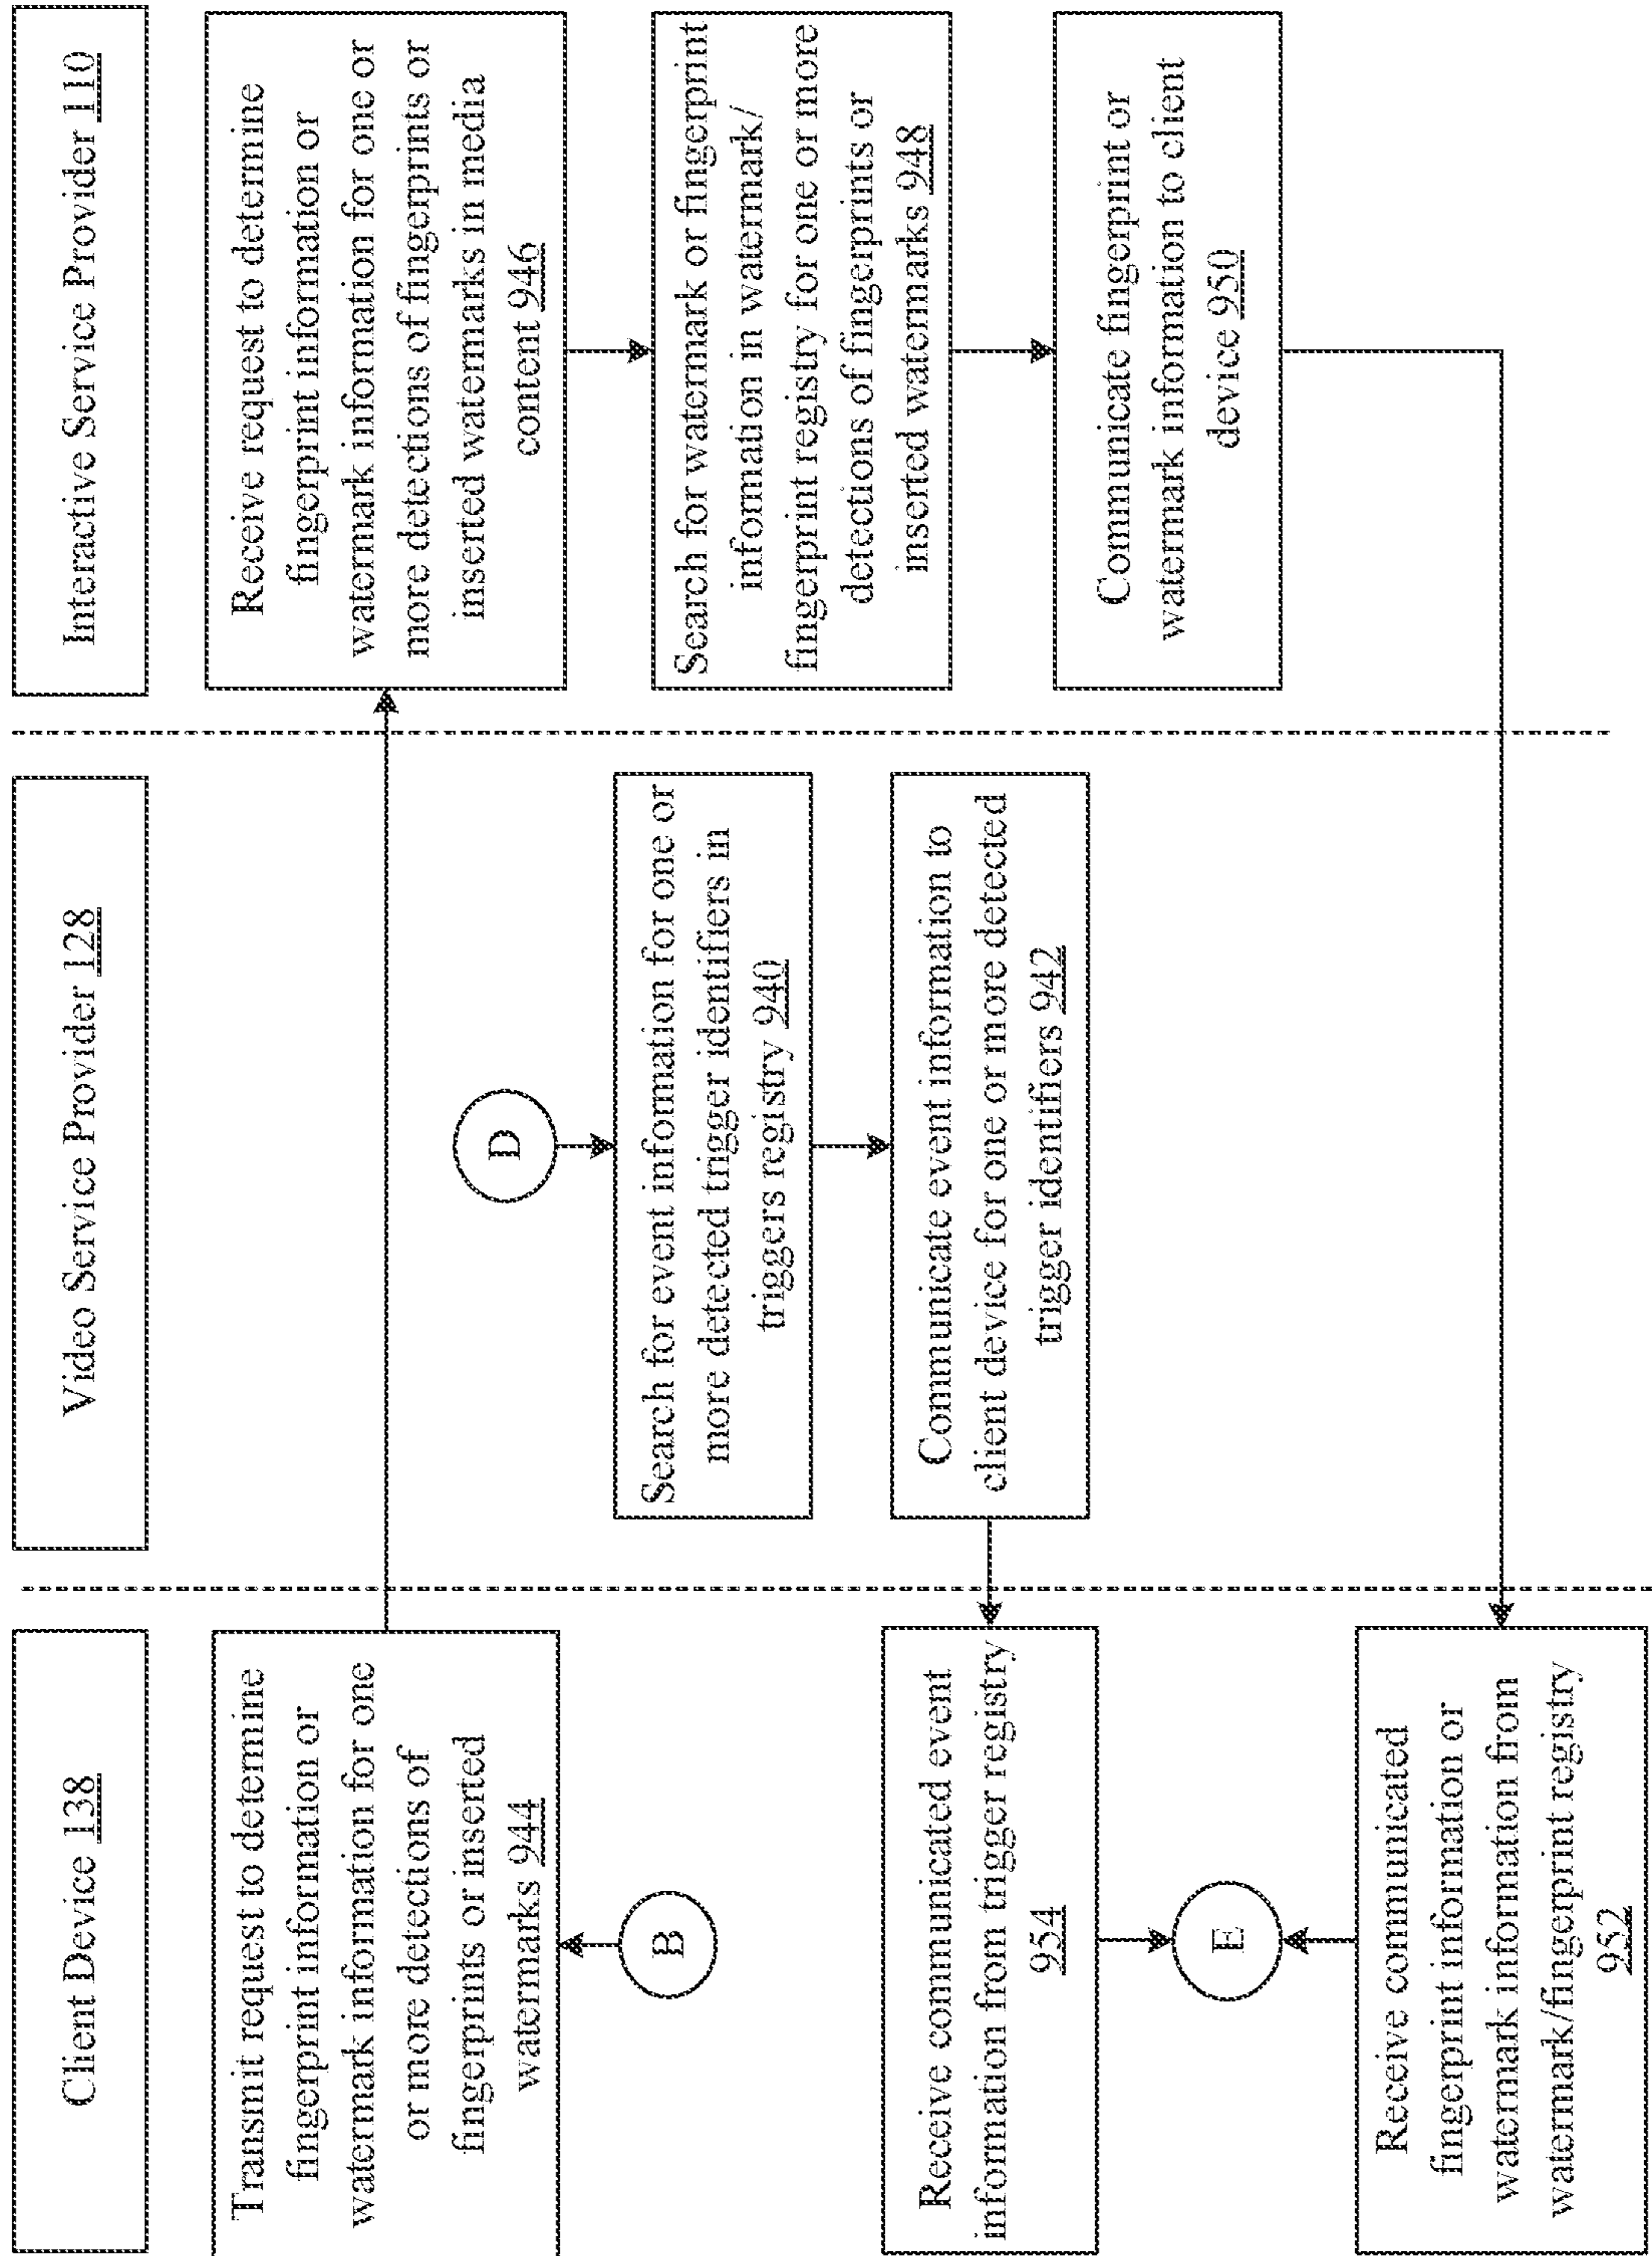 Client Device 138
Video Service Provider 128
Interactive Service Provider 110
Transmit request to determine
fingerprint information or
watermark information for one
or more detections of
fingerprints or inserted
watermarks 944
B
Receive communicated event
information from trigger registry
954
E
Receive communicated
fingerprint information or
watermark information from
watermark/fingerprint registry
952
D
Search for event information for one or
more detected trigger identifiers in
triggers registry 940
Communicate event information to
client device for one or more detected
trigger identifiers 942
Receive request to determine
fingerprint information or
watermark information for one or
more detections of fingerprints or
inserted watermarks in media
content 946
Search for watermark or fingerprint
information in watermark/
fingerprint registry for one or more
detections of fingerprints or
inserted watermarks 948
Communicate fingerprint or
watermark information to client
device 950